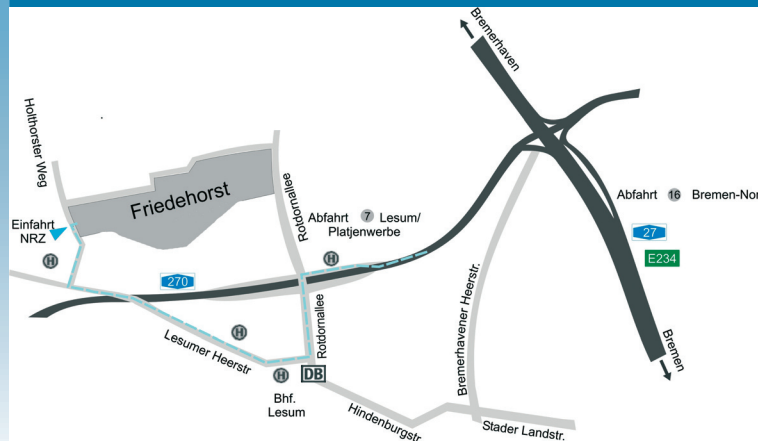 Bremerhaven
Holthorster Weg
Friedehorst
Rotdornallee
Abfahrt 7 Lesum/
Platjenwerbe
Abfahrt 16 Bremen-Nor
Einfahrt
NRZ
H
H
27
E234
270
Bremerhavener Heerstr.
Rotdornallee
H
Lesumer Heerstr
Bremen
H
DB
Bhf.
Lesum
Hindenburgstr
Stader Landstr.